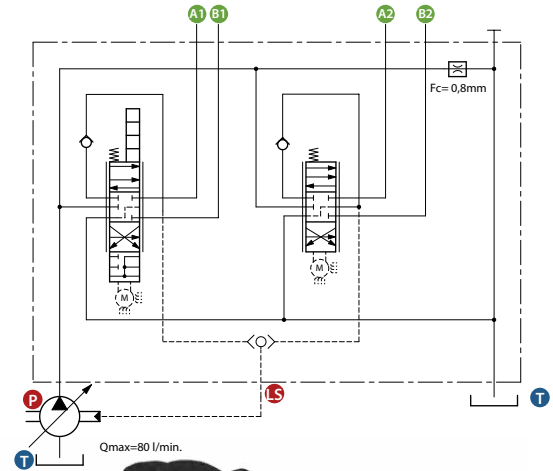 A1 B1 A2 B2
Fc= 0,8mm
M
M
LS
P
T
T
Qmax=80 l/min.